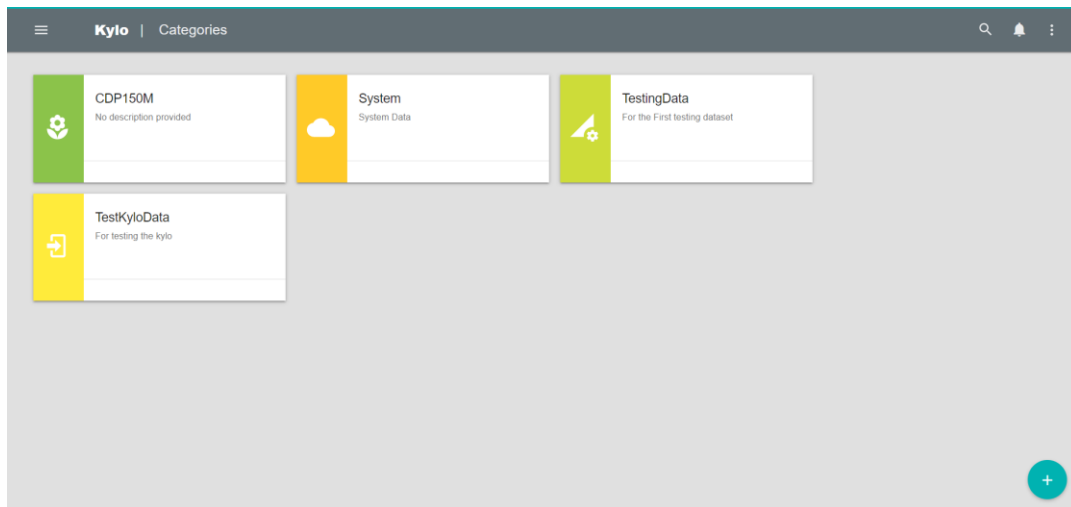 Kylo | Categories
CDP150M
No description provided
System
System Data
TestingData
For the First testing dataset
TestKyloData
For testing the kylo